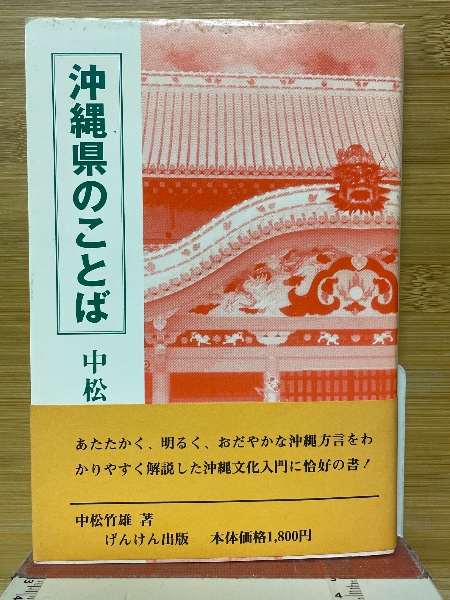 沖縄県のことば
中松
あたたかく、明るく、おだやかな沖縄方言をわ
かりやすく解説した沖縄文化入門に恰好の書!
中松竹雄 著
げんけん出版 本体価格1,800円